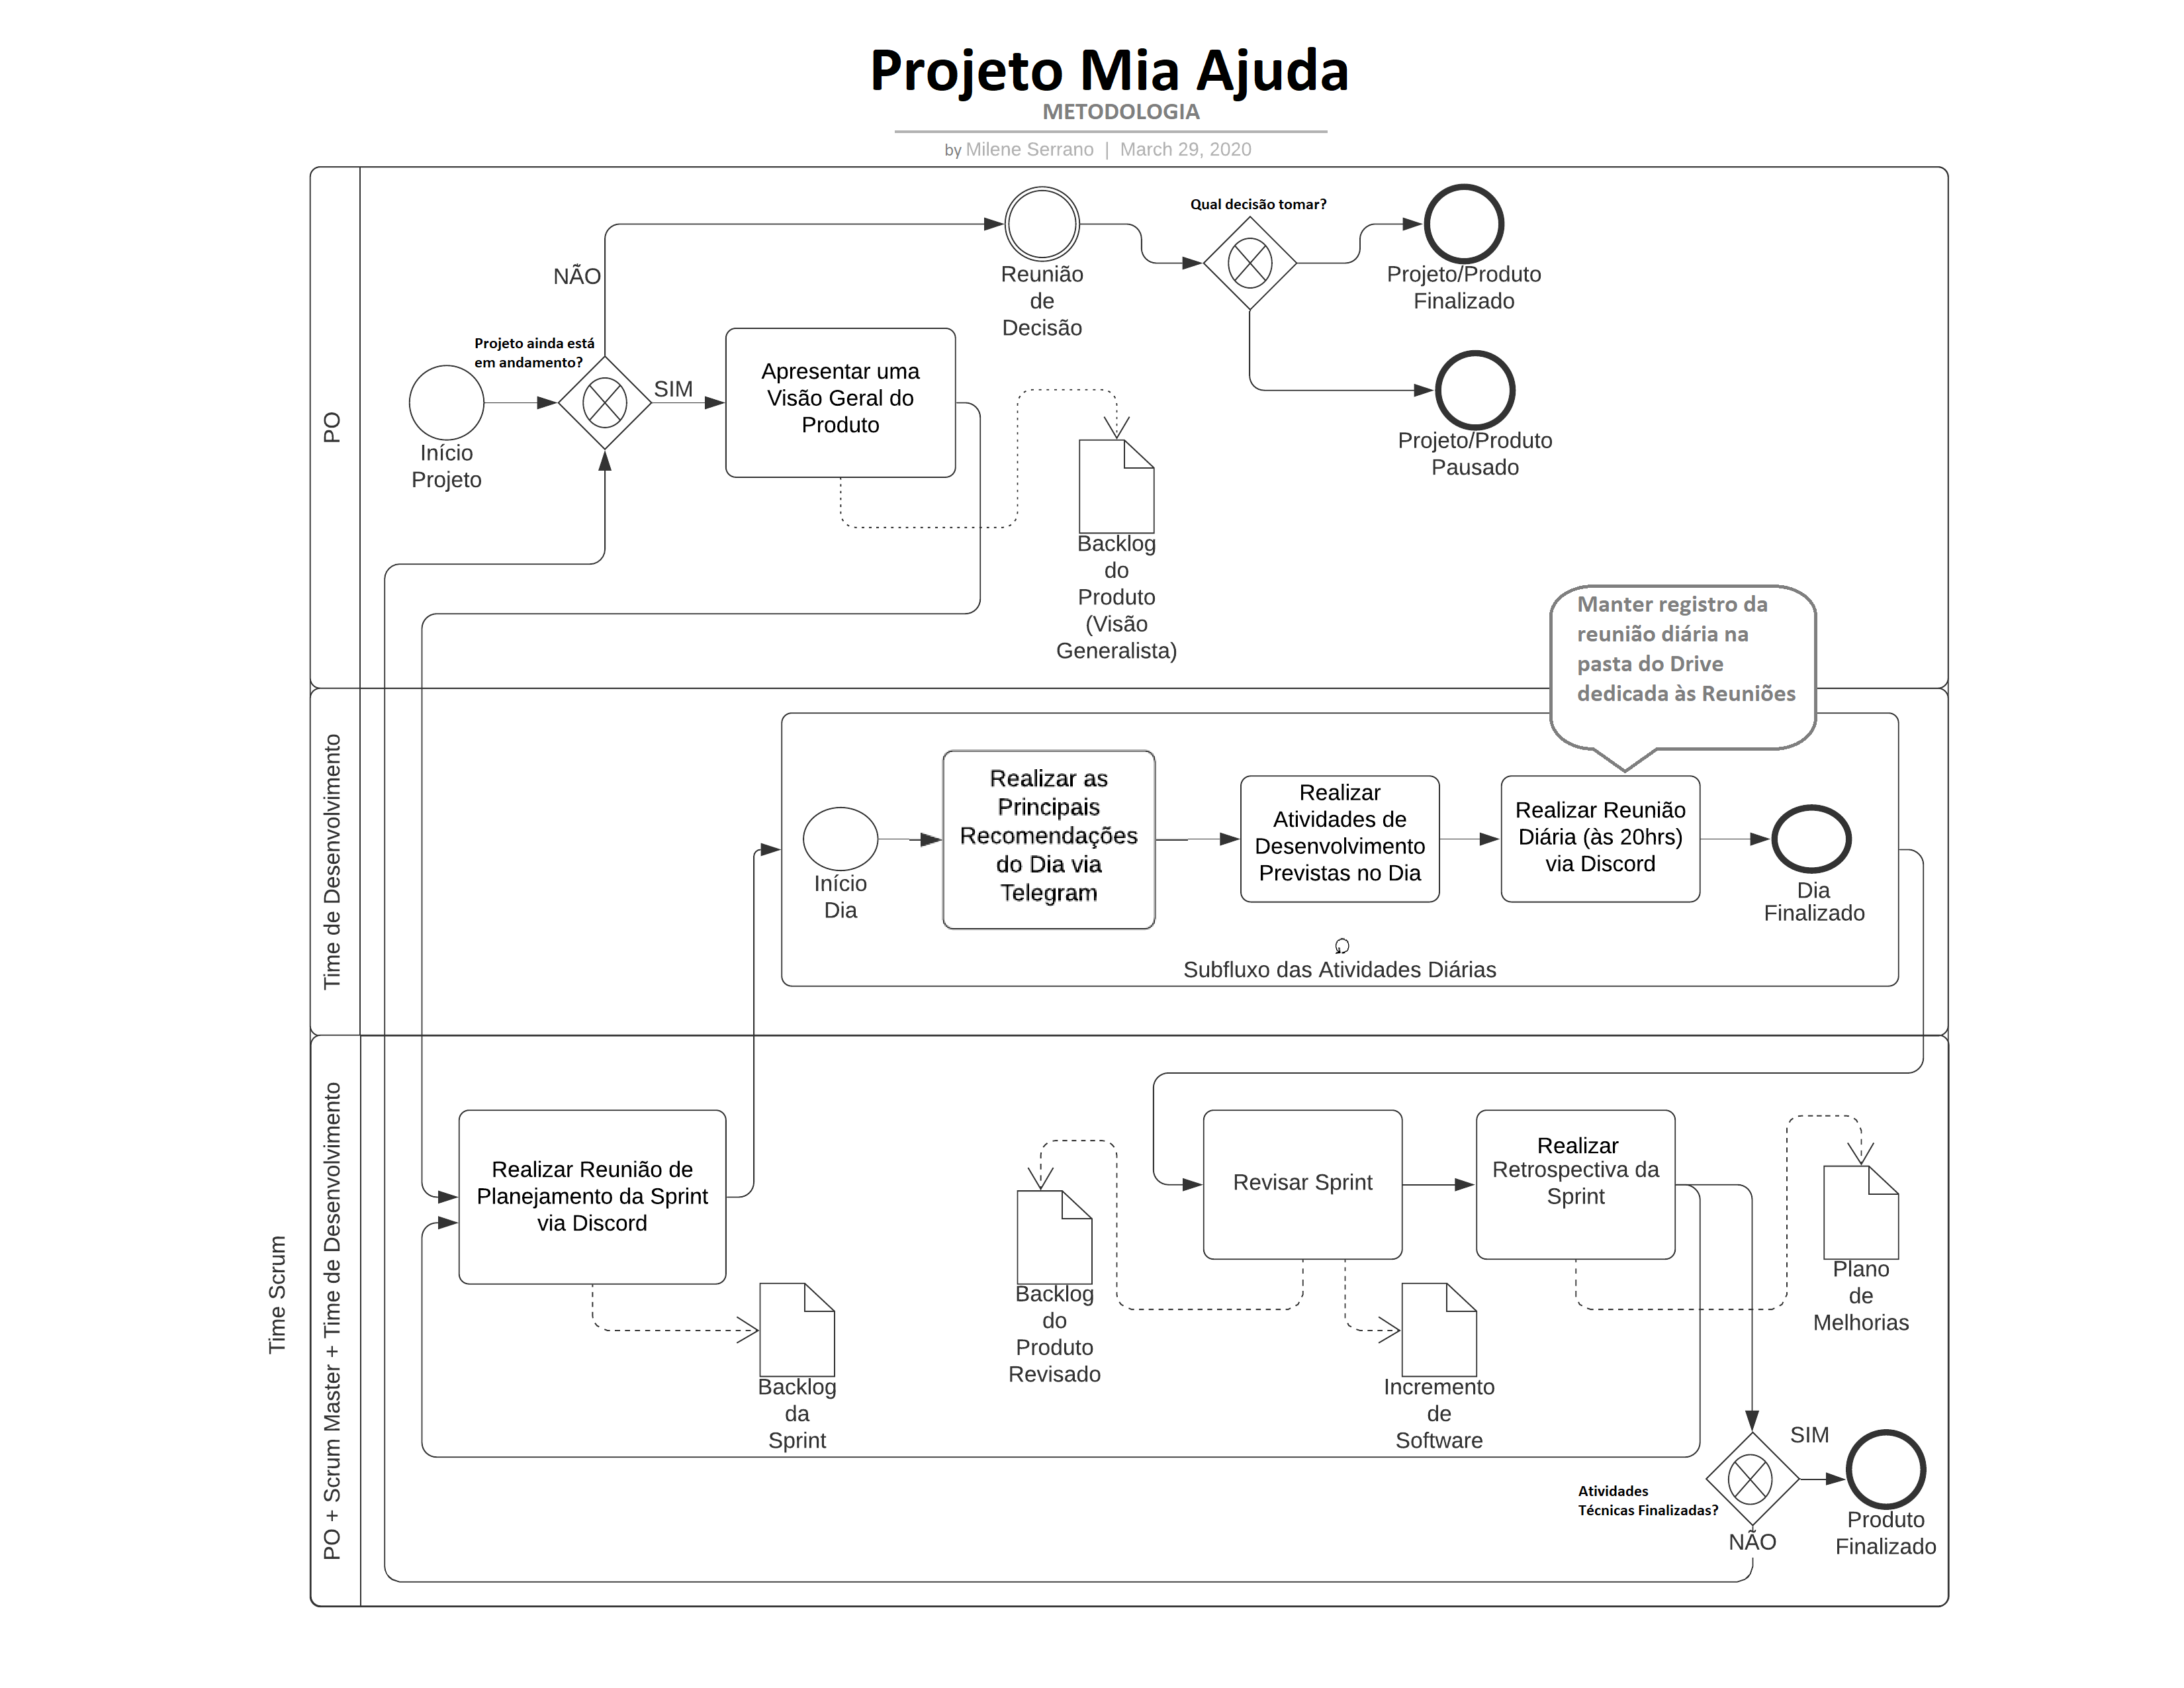 Projeto Mia Ajuda
METODOLOGIA
by Milene Serrano | March 29, 2020
PO
Início
Projeto
Projeto ainda está
em andamento?
NÃO
SIM
Apresentar uma
Visão Geral do
Produto
Backlog
do
Produto
(Visão
Generalista)
Reunião
de
Decisão
Qual decisão tomar?
Projeto/Produto
Finalizado
Projeto/Produto
Pausado
Time de Desenvolvimento
Manter registro da
reunião diária na
pasta do Drive
dedicada às Reuniões
Início
Dia
Realizar as
Principais
Recomendações
do Dia via
Telegram
Realizar
Atividades de
Desenvolvimento
Previstas no Dia
Realizar Reunião
Diária (às 20hrs)
via Discord
Dia
Finalizado
Subfluxo das Atividades Diárias
Time Scrum
PO + Scrum Master + Time de Desenvolvimento
Realizar Reunião de
Planejamento da Sprint
via Discord
Backlog
da
Sprint
Backlog
do
Produto
Revisado
Revisar Sprint
Incremento
de
Software
Realizar
Retrospectiva da
Sprint
Plano
de
Melhorias
Atividades
Técnicas Finalizadas?
SIM
NÃO
Produto
Finalizado